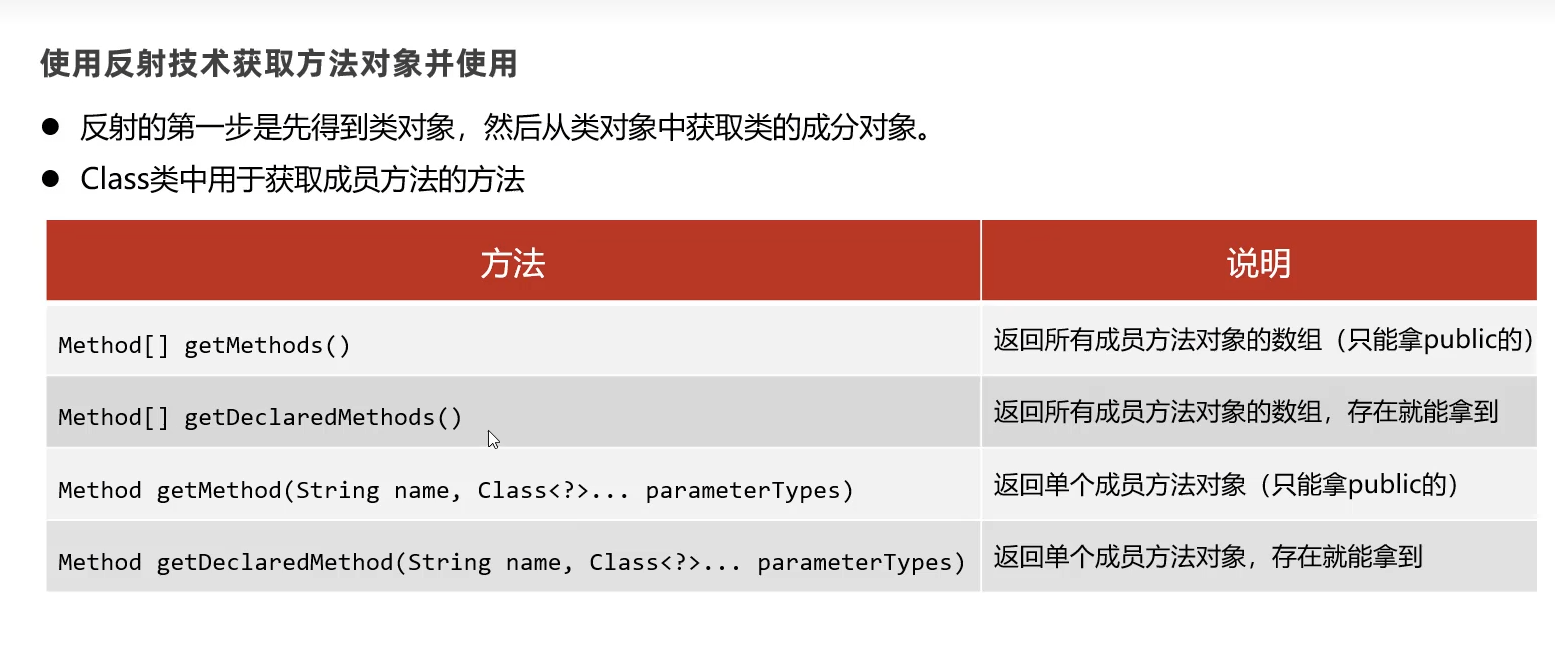 使用反射技术获取方法对象并使用
● 反射的第一步是先得到类对象，然后从类对象中获取类的成分对象。
● Class类中用于获取成员方法的方法
方法 说明
Method[] getMethods() 返回所有成员方法对象的数组（只能拿public的）
Method[] getDeclaredMethods() 返回所有成员方法对象的数组，存在就能拿到
Method getMethod(String name, Class<?>... parameterTypes) 返回单个成员方法对象（只能拿public的）
Method getDeclaredMethod(String name, Class<?>... parameterTypes) 返回单个成员方法对象，存在就能拿到